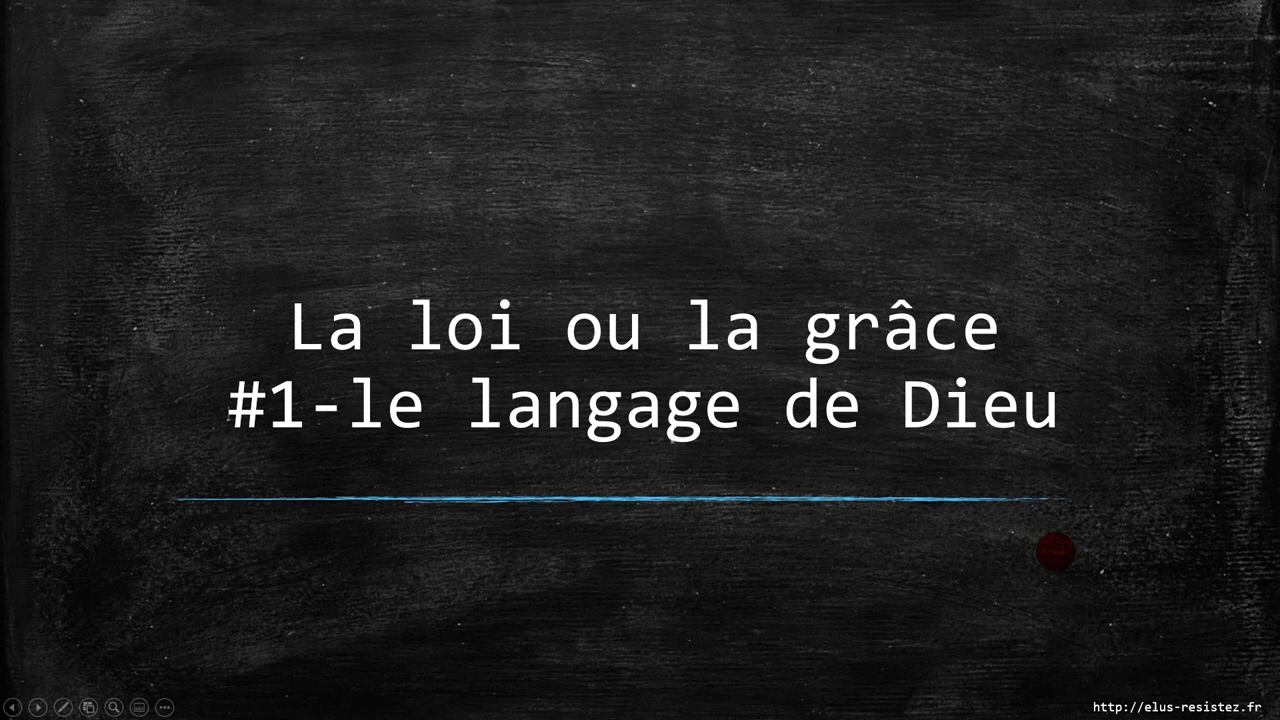 La loi ou la grâce
#1-le langage de Dieu
http://elus-resistez.fr